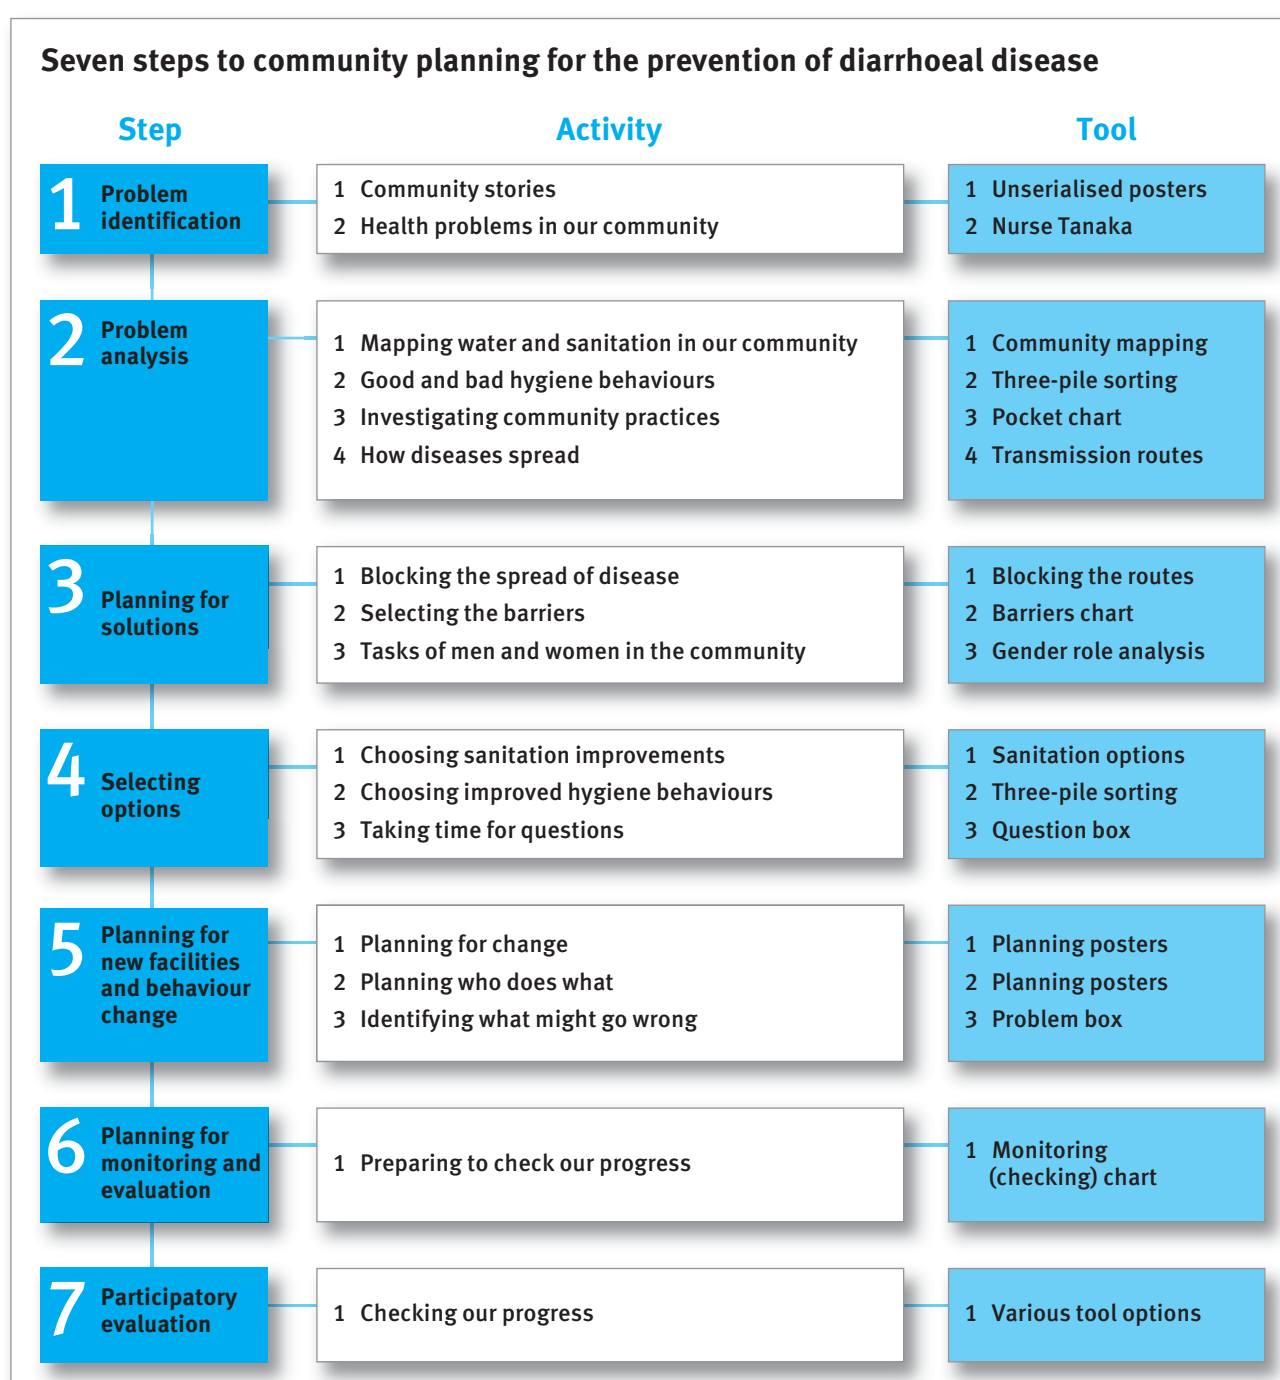 Seven steps to community planning for the prevention of diarrhoeal disease
Step
Activity
Tool
1 Problem
identification
1 Community stories
2 Health problems in our community
1 Unserialised posters
2 Nurse Tanaka
2 Problem
analysis
1 Mapping water and sanitation in our community
2 Good and bad hygiene behaviours
3 Investigating community practices
4 How diseases spread
1 Community mapping
2 Three-pile sorting
3 Pocket chart
4 Transmission routes
3 Planning for
solutions
1 Blocking the spread of disease
2 Selecting the barriers
3 Tasks of men and women in the community
1 Blocking the routes
2 Barriers chart
3 Gender role analysis
4 Selecting
options
1 Choosing sanitation improvements
2 Choosing improved hygiene behaviours
3 Taking time for questions
1 Sanitation options
2 Three-pile sorting
3 Question box
5 Planning for
new facilities
and behaviour
change
1 Planning for change
2 Planning who does what
3 Identifying what might go wrong
1 Planning posters
2 Planning posters
3 Problem box
6 Planning for
monitoring and
evaluation
1 Preparing to check our progress
1 Monitoring
(checking) chart
7 Participatory
evaluation
1 Checking our progress
1 Various tool options